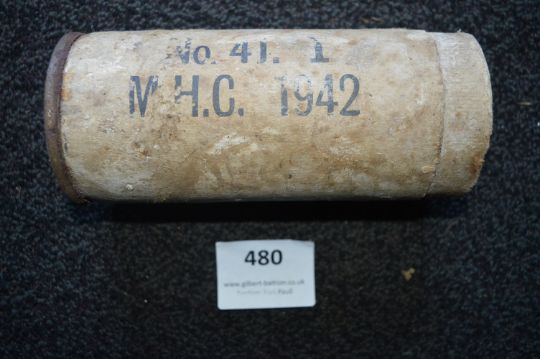 No. 41. 1
M.H.C. 1942
480
www.gilbert-baitson.co.uk